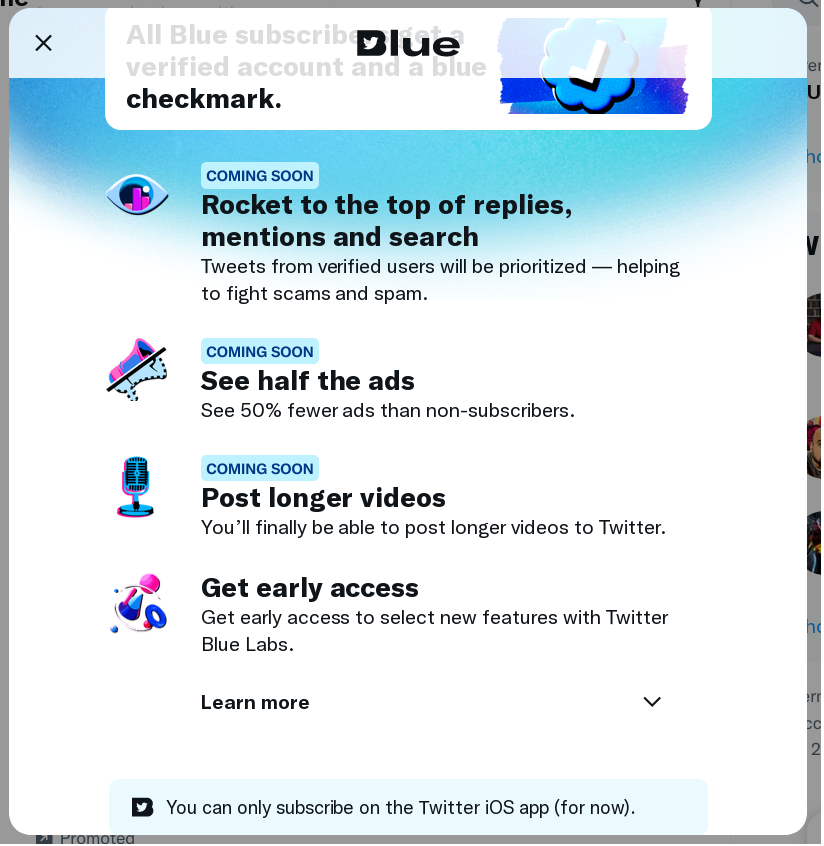 Blue
All Blue subscribers get a
verified account and a blue
checkmark.
COMING SOON
Rocket to the top of replies,
mentions and search
Tweets from verified users will be prioritized — helping
to fight scams and spam.
COMING SOON
See half the ads
See 50% fewer ads than non-subscribers.
COMING SOON
Post longer videos
You’ll finally be able to post longer videos to Twitter.
Get early access
Get early access to select new features with Twitter
Blue Labs.
Learn more
You can only subscribe on the Twitter iOS app (for now).
Promoted